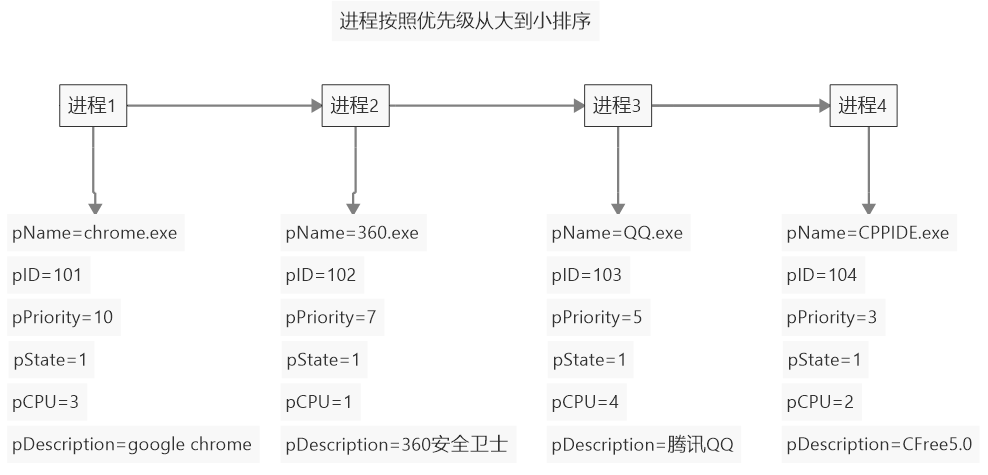 进程按照优先级从大到小排序
进程1
进程2
进程3
进程4
pName=chrome.exe
pID=101
pPriority=10
pState=1
pCPU=3
pDescription=google chrome
pName=360.exe
pID=102
pPriority=7
pState=1
pCPU=1
pDescription=360安全卫士
pName=QQ.exe
pID=103
pPriority=5
pState=1
pCPU=4
pDescription=腾讯QQ
pName=CPPIDE.exe
pID=104
pPriority=3
pState=1
pCPU=2
pDescription=CFree5.0